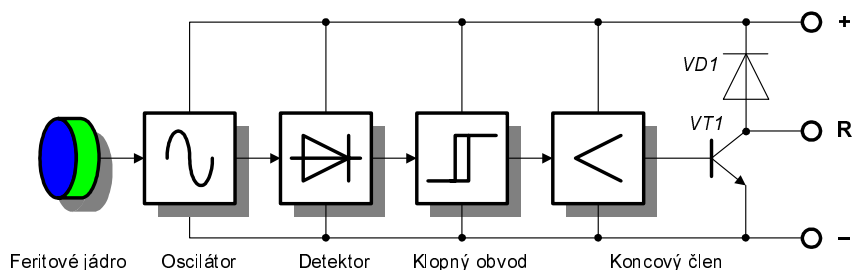 +
VD1
VT1
R
–
Feritové jádro
Oscilátor
Detektor
Klopný obvod
Koncový člen